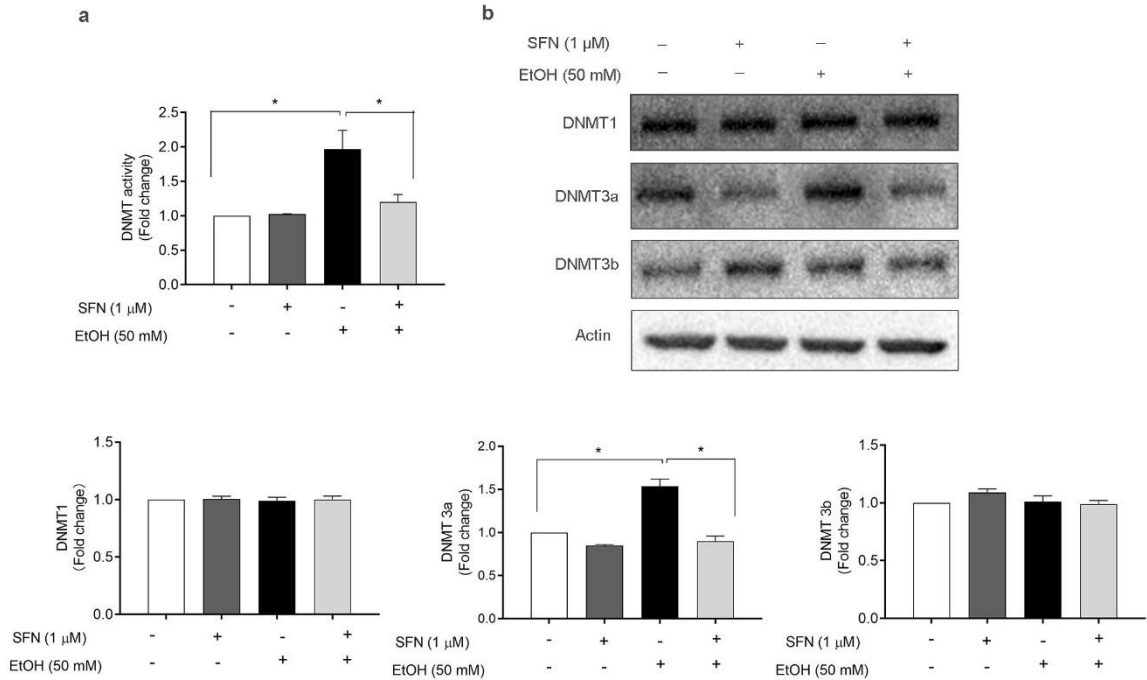 a
DNMT activity
(Fold change)
2.5
2.0
1.5
1.0
0.5
0.0
* *
SFN (1 μM) - + - +
EtOH (50 mM) - - + +
b
SFN (1 μM) – + – +
EtOH (50 mM) – – + +
DNMT1
DNMT3a
DNMT3b
Actin
DNMT1
(Fold change)
1.5
1.0
0.5
0.0
SFN (1 μM) - + - +
EtOH (50 mM) - - + +
DNMT 3a
(Fold change)
2.0
1.5
1.0
0.5
0.0
* *
SFN (1 μM) - + - +
EtOH (50 mM) - - + +
DNMT 3b
(Fold change)
1.5
1.0
0.5
0.0
SFN (1 μM) - + - +
EtOH (50 mM) - - + +